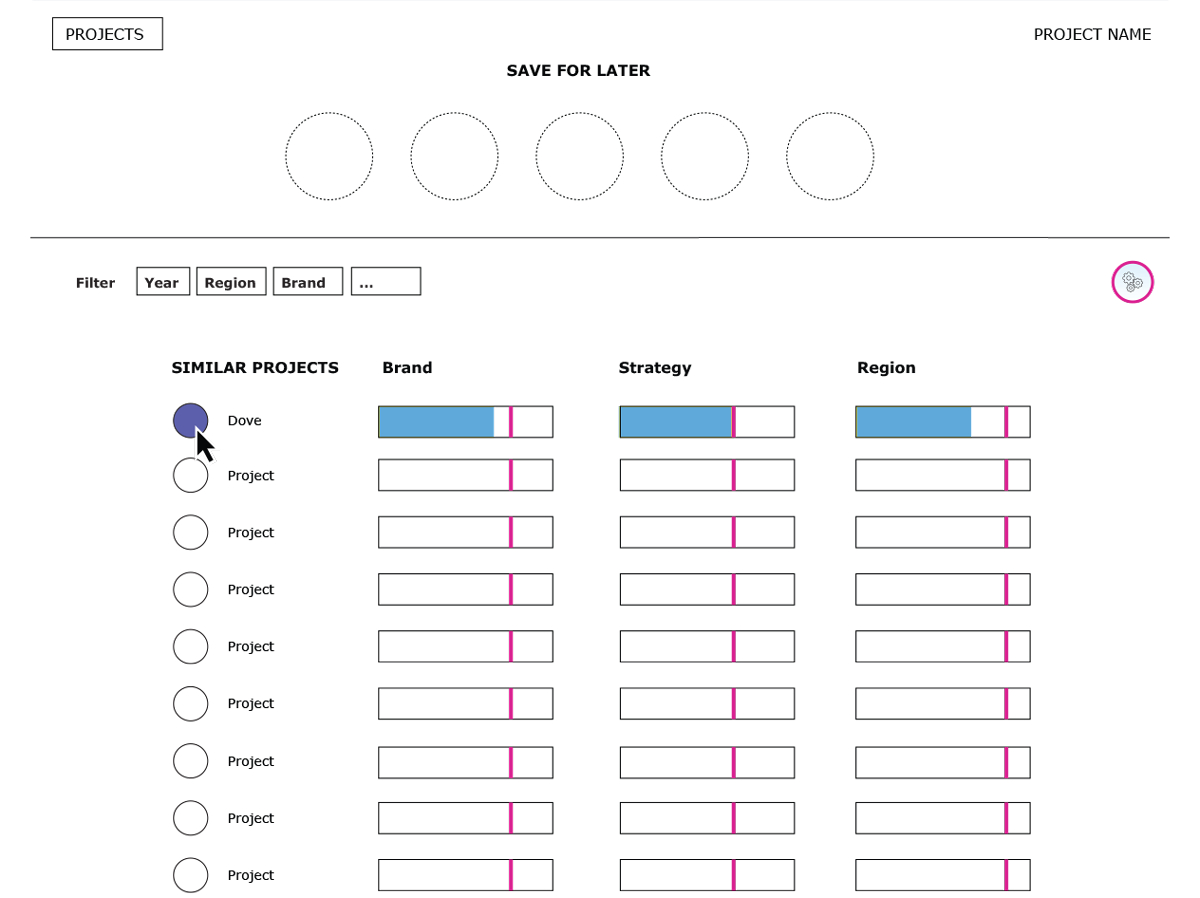 PROJECTS
PROJECT NAME
SAVE FOR LATER
Filter Year Region Brand ...
SIMILAR PROJECTS Brand Strategy Region
Dove
Project
Project
Project
Project
Project
Project
Project
Project